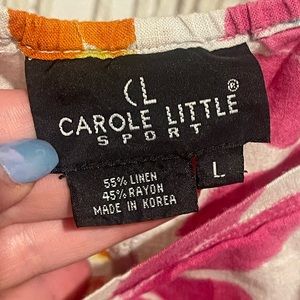 CL
CAROLE LITTLE ®
SPORT
55% LINEN
45% RAYON
MADE IN KOREA
L